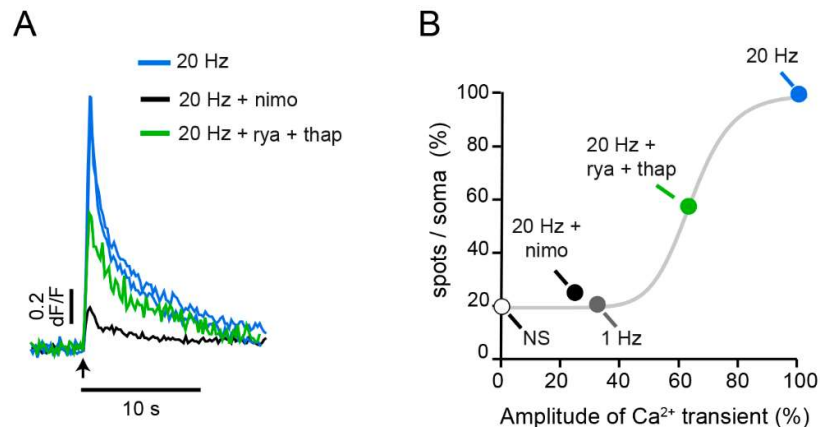 A
20 Hz
20 Hz + nimo
20 Hz + rya + thap
0.2
dF/F
10 s
B
spots / soma (%)
100
80
60
40
20
0
20 Hz
20 Hz +
rya + thap
20 Hz +
nimo
NS
1 Hz
0
20
40
60
80
100
Amplitude of Ca²⁺ transient (%)